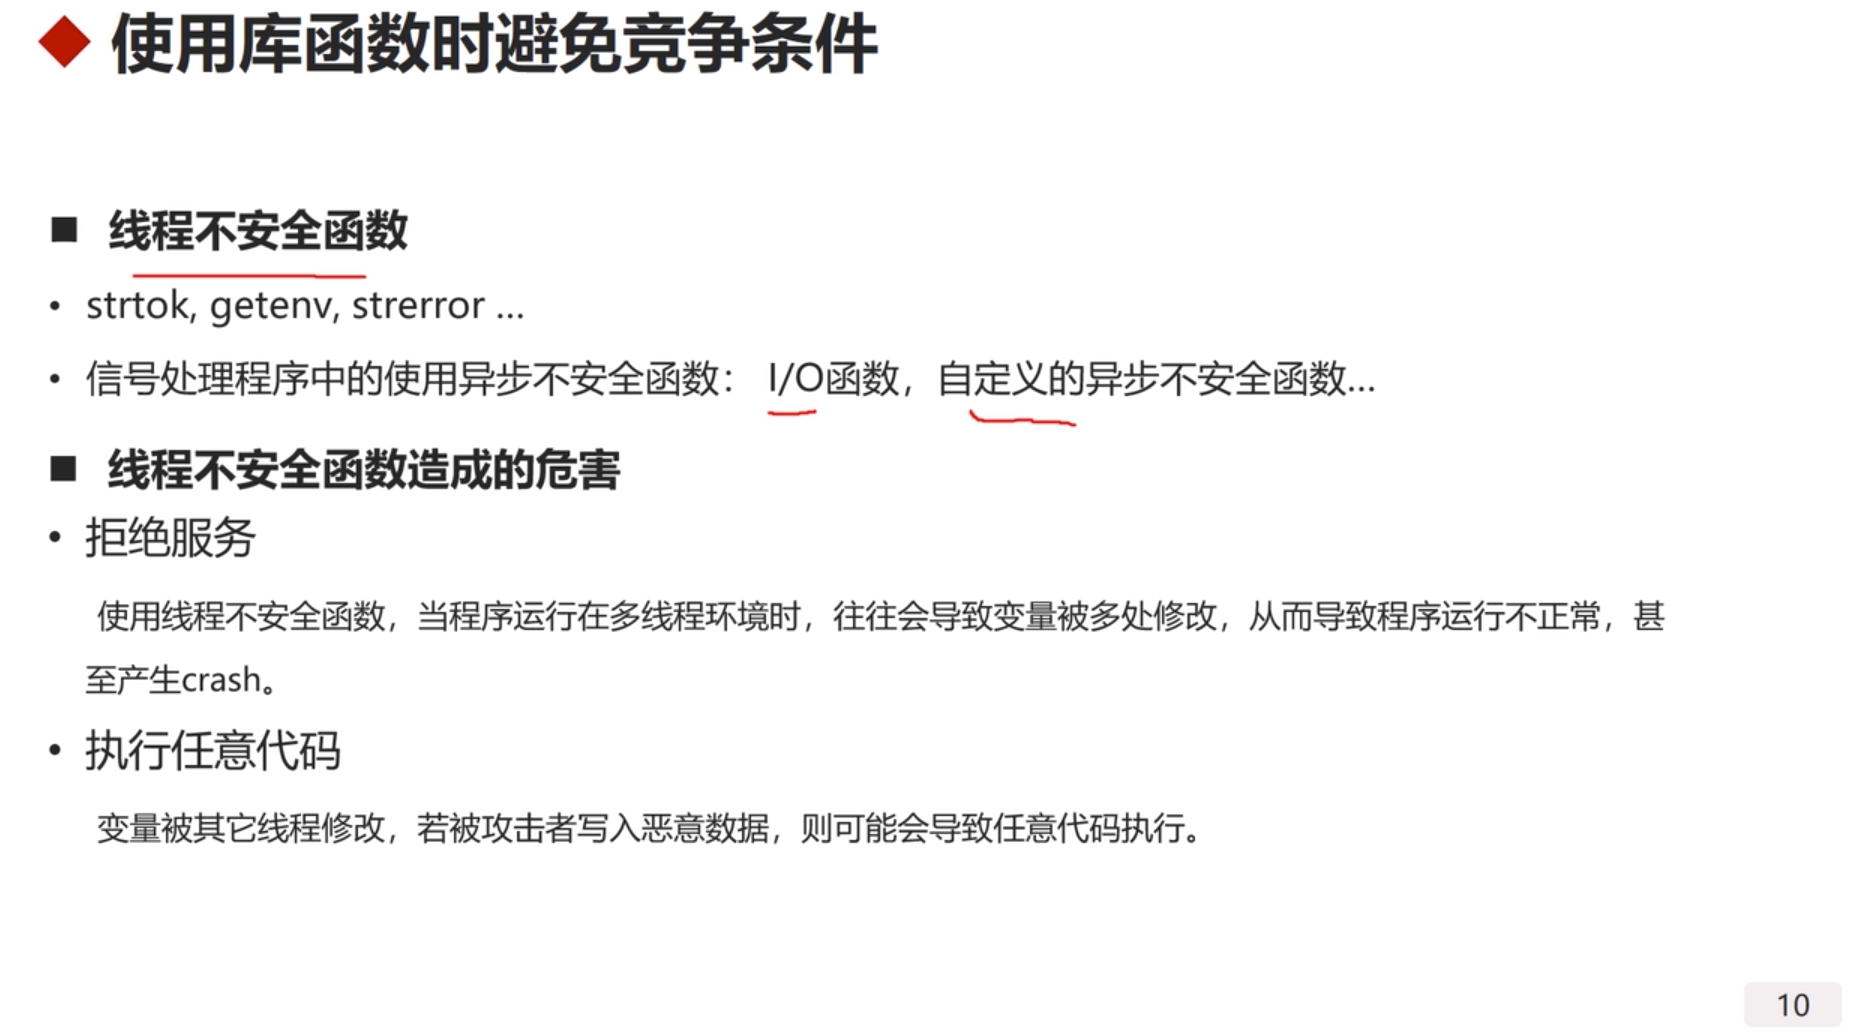 使用库函数时避免竞争条件
■ 线程不安全函数
• strtok, getenv, strerror ...
• 信号处理程序中的使用异步不安全函数： I/O函数，自定义的异步不安全函数...
■ 线程不安全函数造成的危害
• 拒绝服务
使用线程不安全函数，当程序运行在多线程环境时，往往会导致变量被多处修改，从而导致程序运行不正常，甚
至产生crash。
• 执行任意代码
变量被其它线程修改，若被攻击者写入恶意数据，则可能会导致任意代码执行。
10